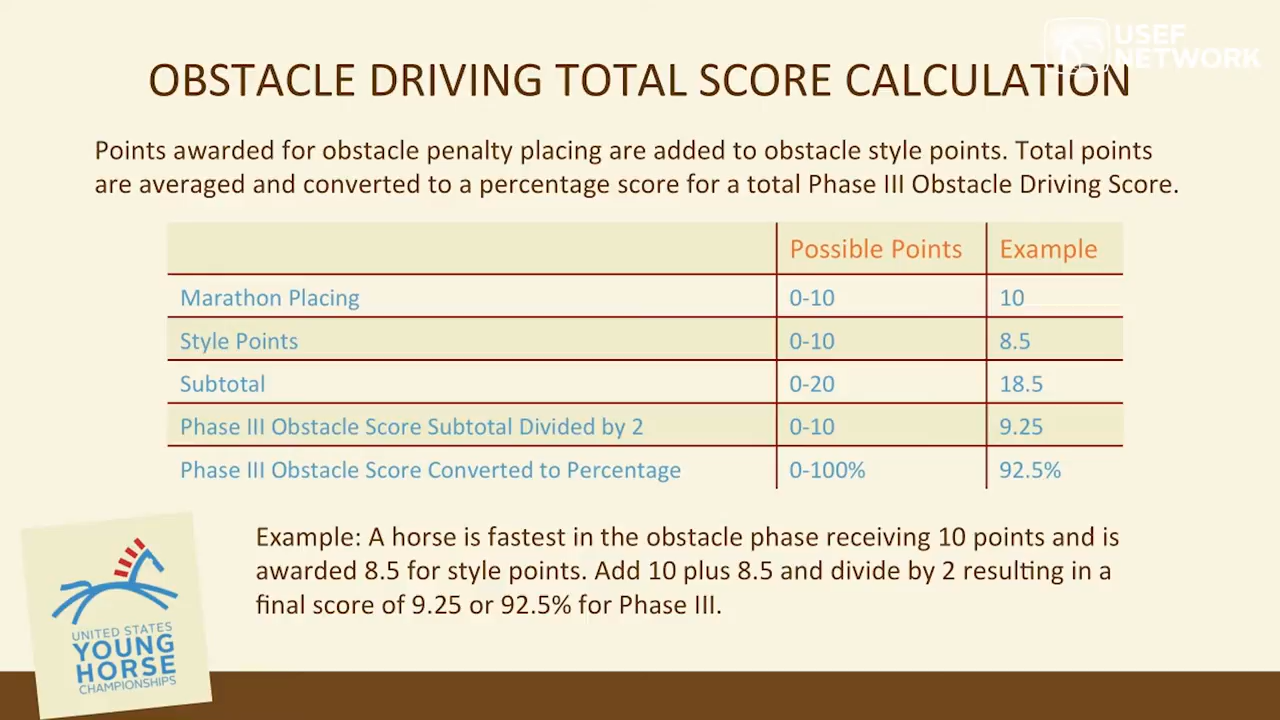 USEF
NETWORK
OBSTACLE DRIVING TOTAL SCORE CALCULATION
Points awarded for obstacle penalty placing are added to obstacle style points. Total points
are averaged and converted to a percentage score for a total Phase III Obstacle Driving Score.
Possible Points Example
Marathon Placing 0-10 10
Style Points 0-10 8.5
Subtotal 0-20 18.5
Phase III Obstacle Score Subtotal Divided by 2 0-10 9.25
Phase III Obstacle Score Converted to Percentage 0-100% 92.5%
Example: A horse is fastest in the obstacle phase receiving 10 points and is
awarded 8.5 for style points. Add 10 plus 8.5 and divide by 2 resulting in a
final score of 9.25 or 92.5% for Phase III.
UNITED STATES
YOUNG
HORSE
CHAMPIONSHIPS